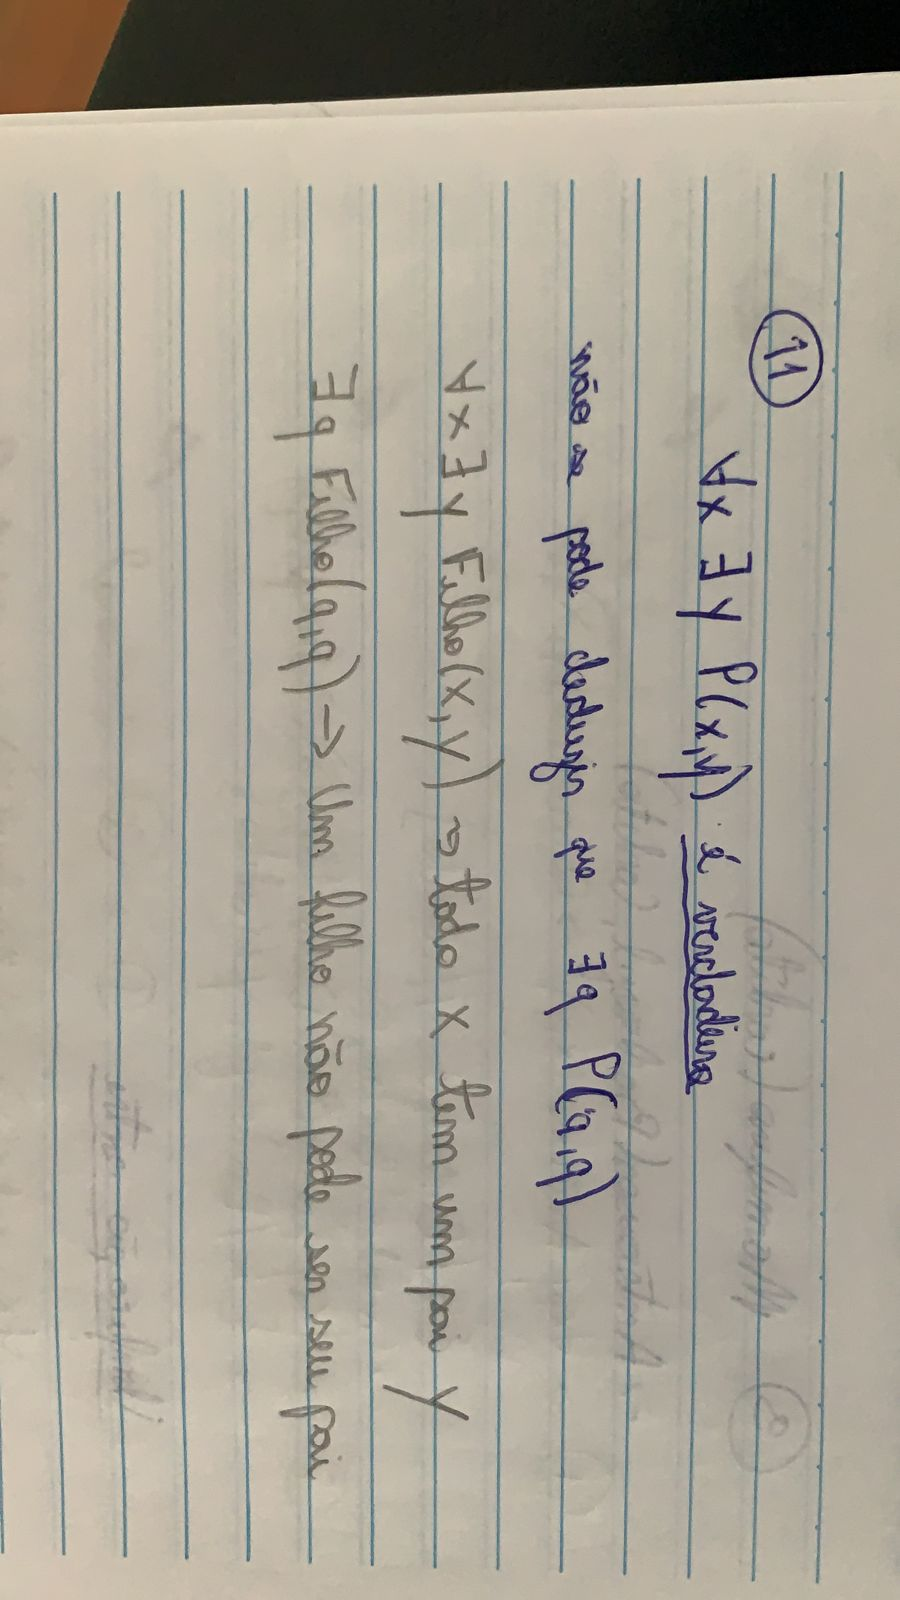 11
∀x ∃y P(x,y) é verdadeira
não se pode deduzir que ∃q P(q,q)
∀x ∃y Filho(x,y) → todo x tem um pai y
∃q Filho(q,q) → Um filho não pode ser seu pai